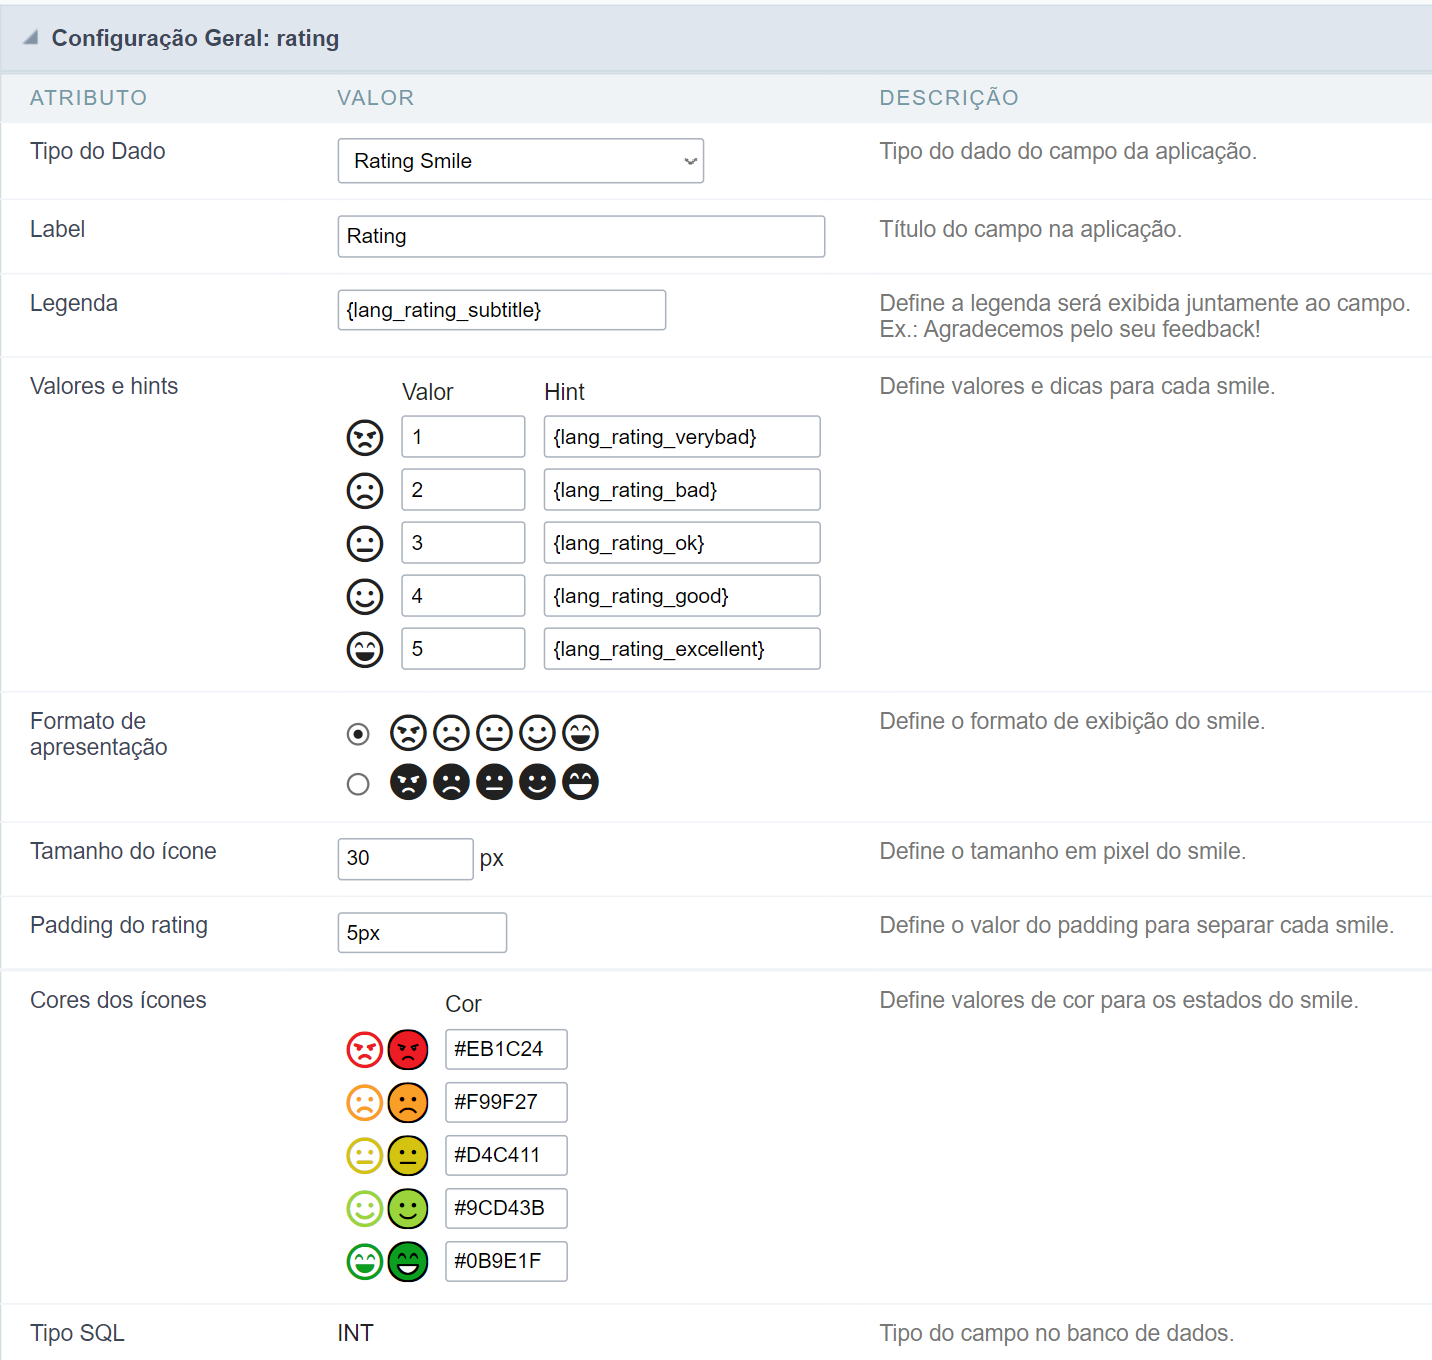 Configuração Geral: rating
ATRIBUTO VALOR DESCRIÇÃO
Tipo do Dado Rating Smile Tipo do dado do campo da aplicação.
Label Rating Título do campo na aplicação.
Legenda {lang_rating_subtitle} Define a legenda será exibida juntamente ao campo.
Ex.: Agradecemos pelo seu feedback!
Valores e hints Valor Hint Define valores e dicas para cada smile.
1 {lang_rating_verybad}
2 {lang_rating_bad}
3 {lang_rating_ok}
4 {lang_rating_good}
5 {lang_rating_excellent}
Formato de Define o formato de exibição do smile.
apresentação
Tamanho do ícone 30 px Define o tamanho em pixel do smile.
Padding do rating 5px Define o valor do padding para separar cada smile.
Cores dos ícones Cor Define valores de cor para os estados do smile.
#EB1C24
#F99F27
#D4C411
#9CD43B
#0B9E1F
Tipo SQL INT Tipo do campo no banco de dados.